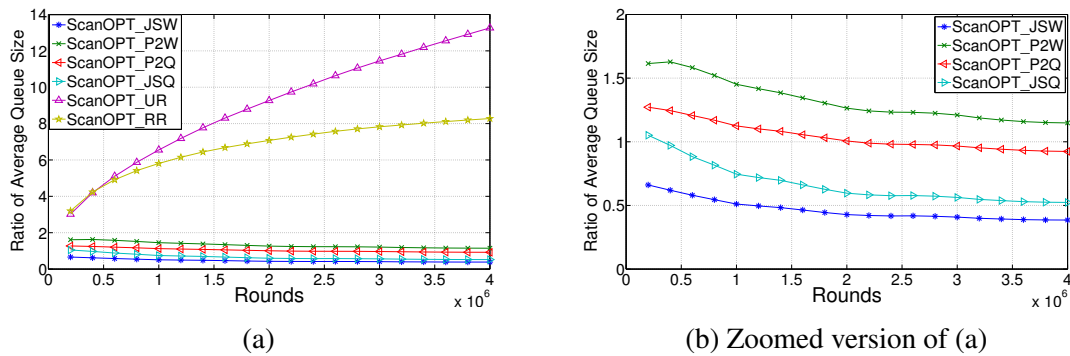 14
12
10
8
6
4
2
0
Ratio of Average Queue Size
ScanOPT_JSW
ScanOPT_P2W
ScanOPT_P2Q
ScanOPT_JSQ
ScanOPT_UR
ScanOPT_RR
0 0.5 1 1.5 2 2.5 3 3.5 4
Rounds
x 10^6
(a)
2
1.5
1
0.5
0
Ratio of Average Queue Size
ScanOPT_JSW
ScanOPT_P2W
ScanOPT_P2Q
ScanOPT_JSQ
0 0.5 1 1.5 2 2.5 3 3.5 4
Rounds
x 10^6
(b) Zoomed version of (a)